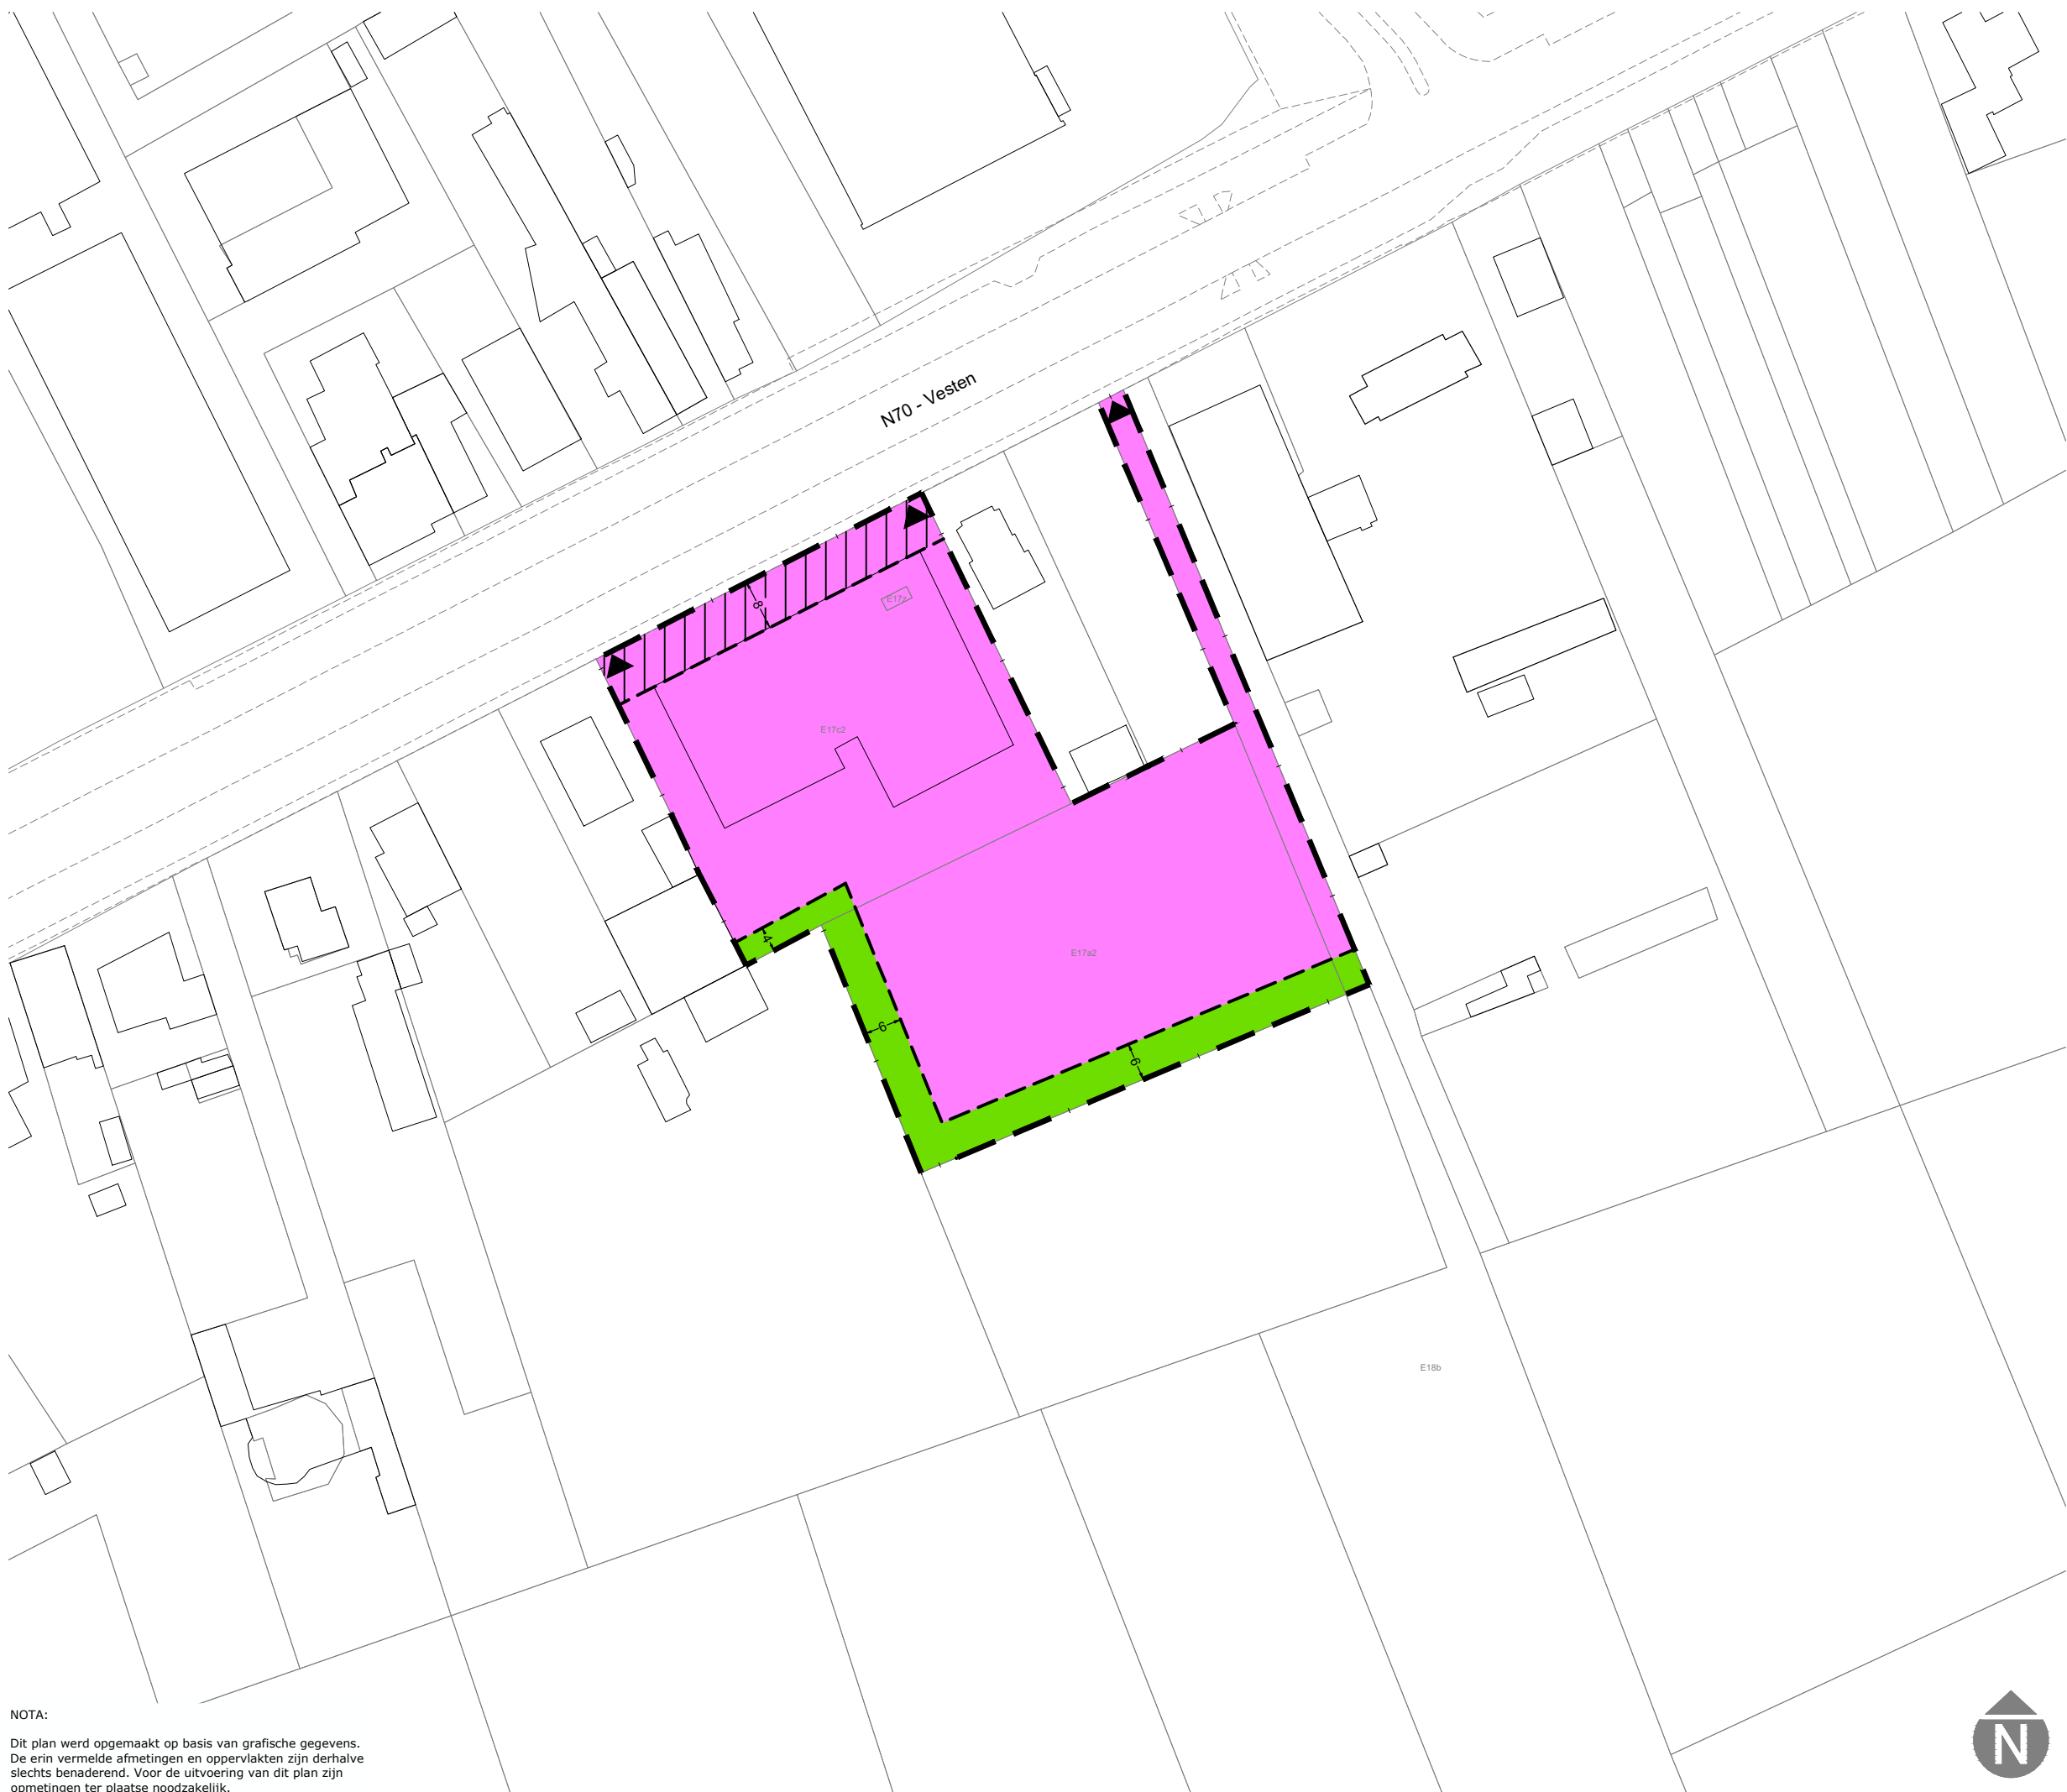 N70 - Vesten
8
E17z
E17c2
4
E17a2
6
6
E18b
NOTA:
Dit plan werd opgemaakt op basis van grafische gegevens.
De erin vermelde afmetingen en oppervlakten zijn derhalve
slechts benaderend. Voor de uitvoering van dit plan zijn
opmetingen ter plaatse noodzakelijk.
N